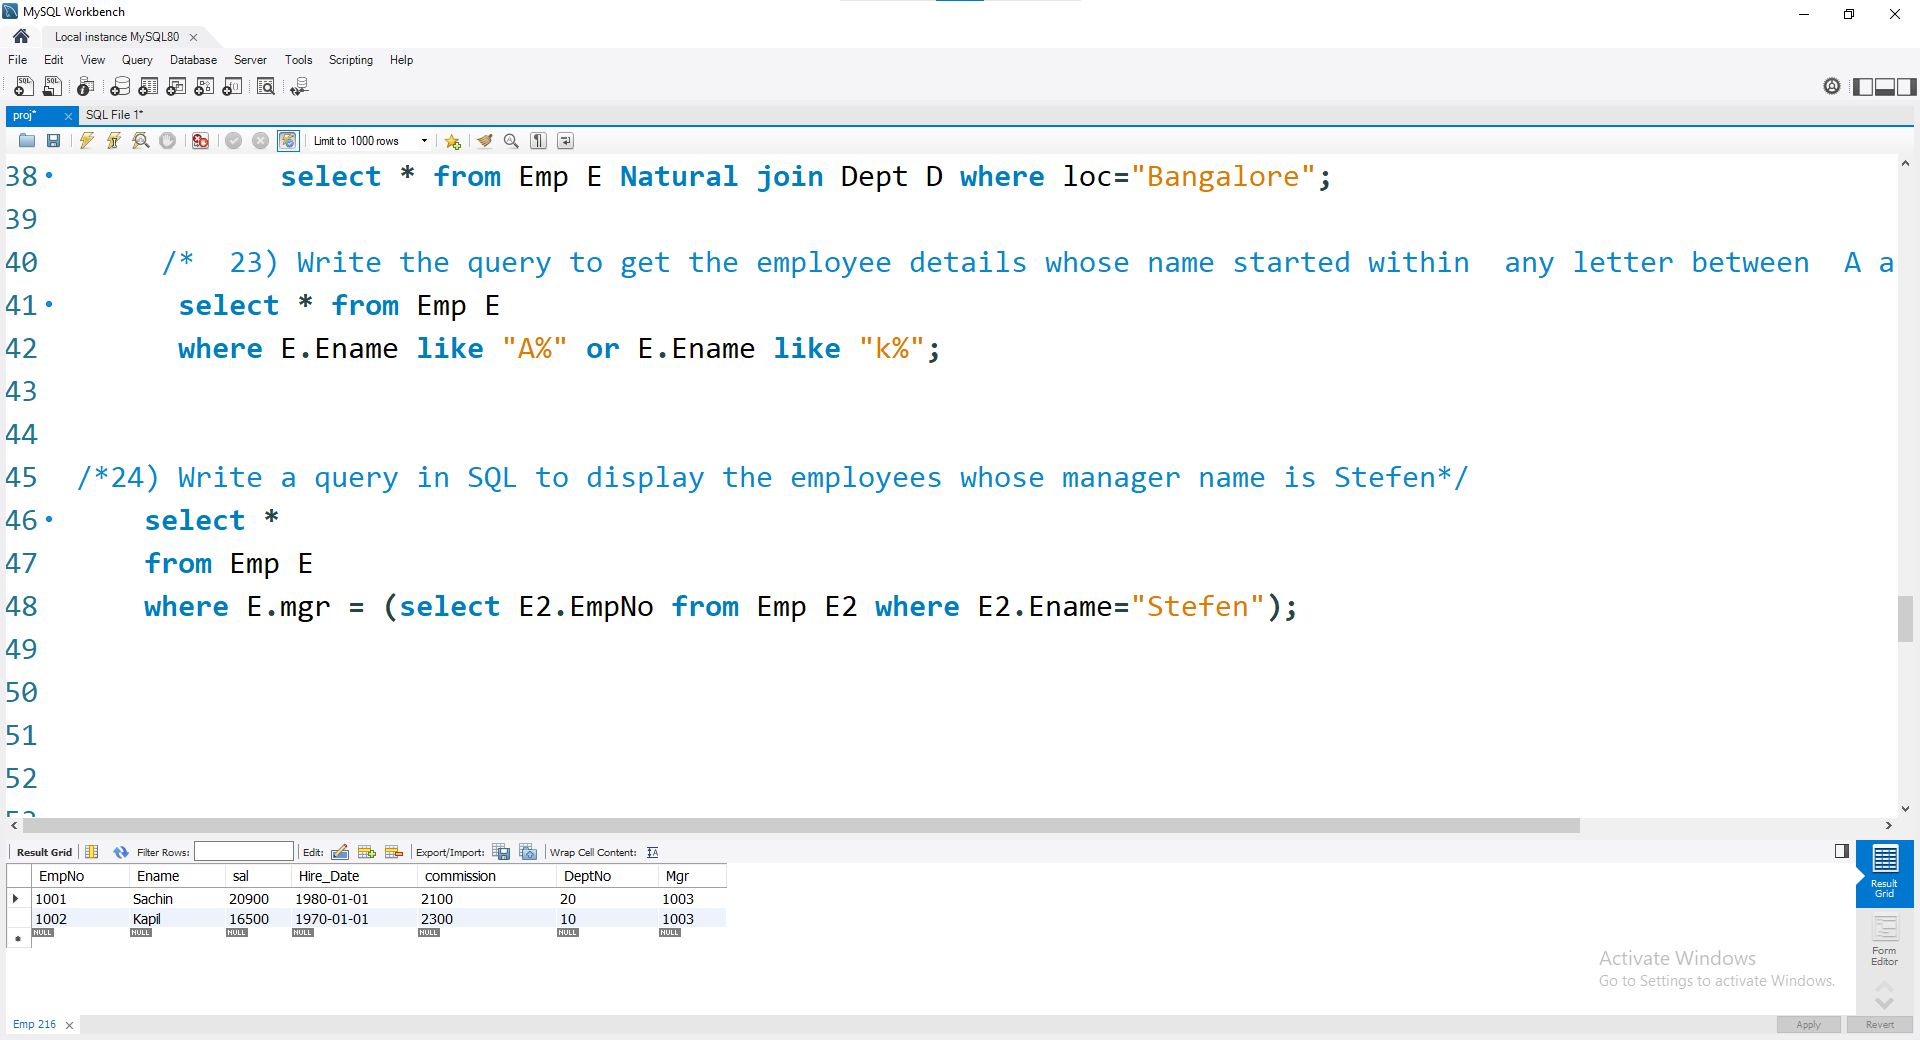 MySQL Workbench
Local instance MySQL80
File Edit View Query Database Server Tools Scripting Help
proj* SQL File 1*
Limit to 1000 rows
38 select * from Emp E Natural join Dept D where loc="Bangalore";
39
40 /* 23) Write the query to get the employee details whose name started within any letter between A a
41 select * from Emp E
42 where E.Ename like "A%" or E.Ename like "k%";
43
44
45 /*24) Write a query in SQL to display the employees whose manager name is Stefen*/
46 select *
47 from Emp E
48 where E.mgr = (select E2.EmpNo from Emp E2 where E2.Ename="Stefen");
49
50
51
52
Result Grid Filter Rows: Edit: Export/Import: Wrap Cell Content:
EmpNo Ename sal Hire_Date commission DeptNo Mgr
1001 Sachin 20900 1980-01-01 2100 20 1003
1002 Kapil 16500 1970-01-01 2300 10 1003
NULL NULL NULL NULL NULL NULL NULL
Result
Grid
Form
Editor
Activate Windows
Go to Settings to activate Windows.
Emp 216
Apply Revert